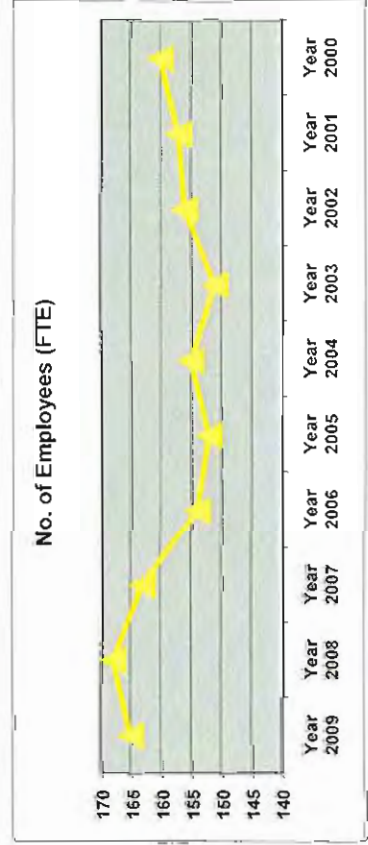 No. of Employees (FTE)
170
165
160
155
150
145
140
Year 2009
Year 2008
Year 2007
Year 2006
Year 2005
Year 2004
Year 2003
Year 2002
Year 2001
Year 2000